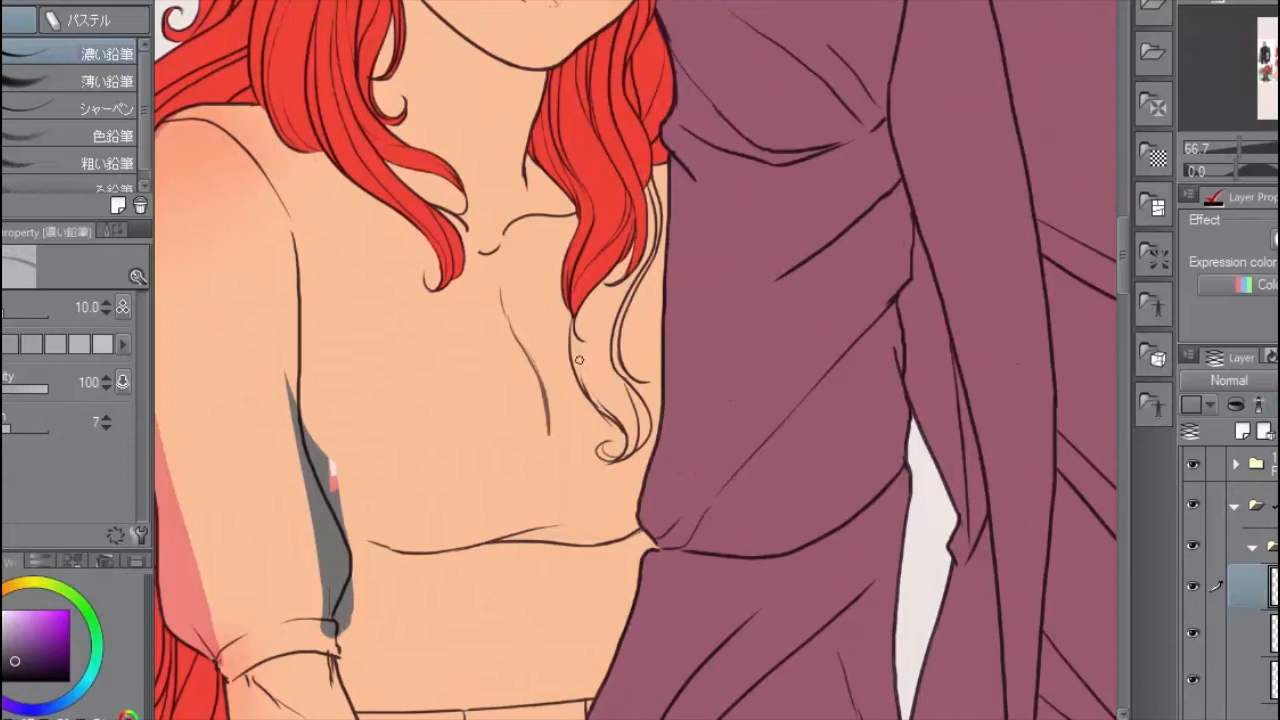 パステル
濃い鉛筆
薄い鉛筆
シャーペン
色鉛筆
粗い鉛筆
roperty [濃い鉛筆]
10.0
ity
100
7
66.7
0.0
Layer Prop
Effect
Expression color
Layer
Normal